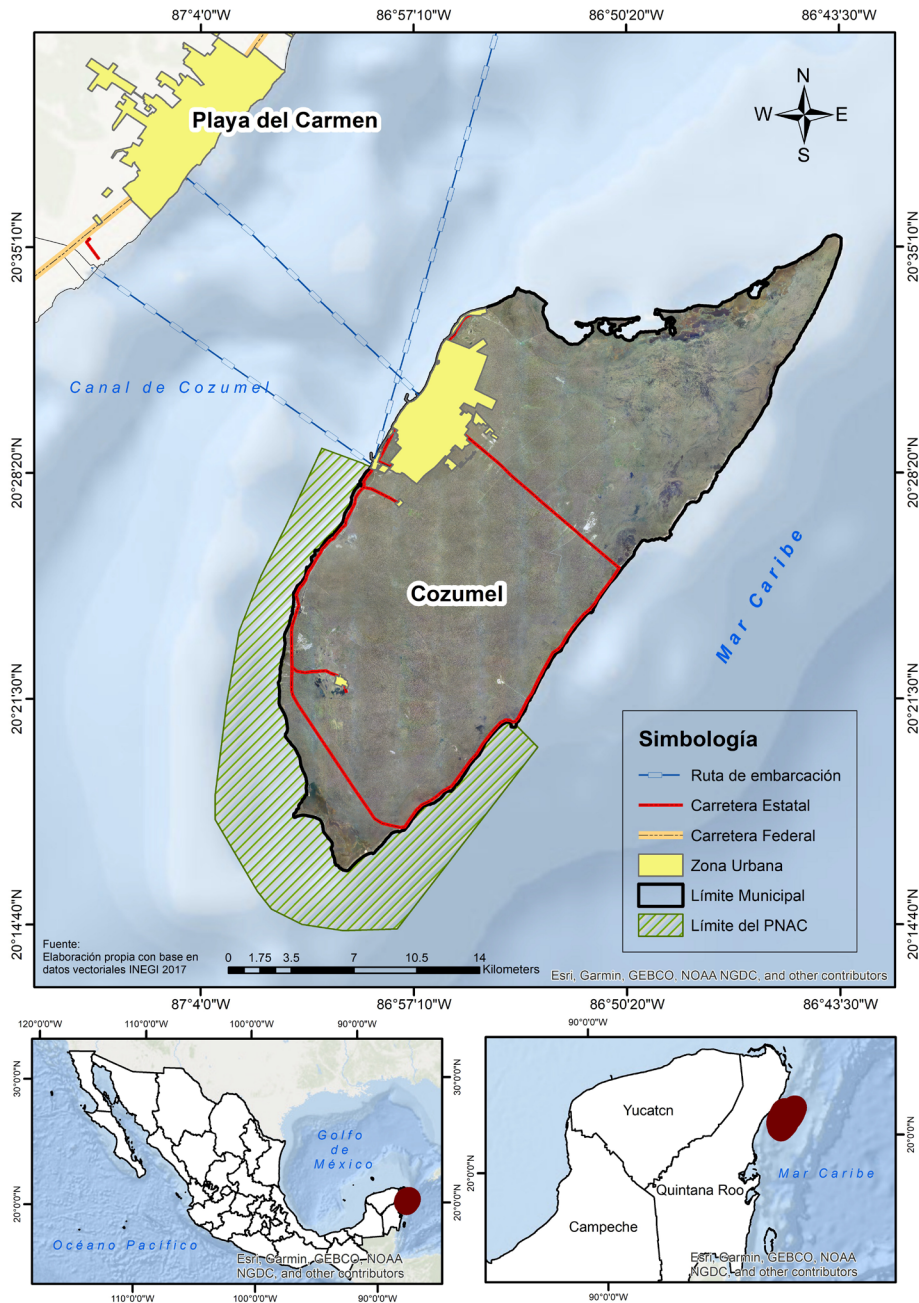 87°4'0"W 86°57'10"W 86°50'20"W 86°43'30"W
Playa del Carmen
N
W E
S
20°35'10"N 20°35'10"N
Canal de Cozumel
20°28'20"N 20°28'20"N
Mar Caribe
Cozumel
20°21'30"N 20°21'30"N
Simbología
Ruta de embarcación
Carretera Estatal
Carretera Federal
Zona Urbana
Límite Municipal
Límite del PNAC
20°14'40"N 20°14'40"N
Fuente:
Elaboración propia con base en
datos vectoriales INEGI 2017
0 1.75 3.5 7 10.5 14
Kilometers
Esri, Garmin, GEBCO, NOAA NGDC, and other contributors
87°4'0"W 86°57'10"W 86°50'20"W 86°43'30"W
120°0'0"W 110°0'0"W 100°0'0"W 90°0'0"W
30°0'0"N 30°0'0"N
Golfo
de
México
20°0'0"N 20°0'0"N
Océano Pacífico
Esri, Garmin, GEBCO, NOAA
NGDC, and other contributors
110°0'0"W 100°0'0"W 90°0'0"W
90°0'0"W
Yucatcn
20°0'0"N 20°0'0"N
Mar Caribe
Quintana Roo
Campeche
Esri, Garmin, GEBCO, NOAA
NGDC, and other contributors
90°0'0"W